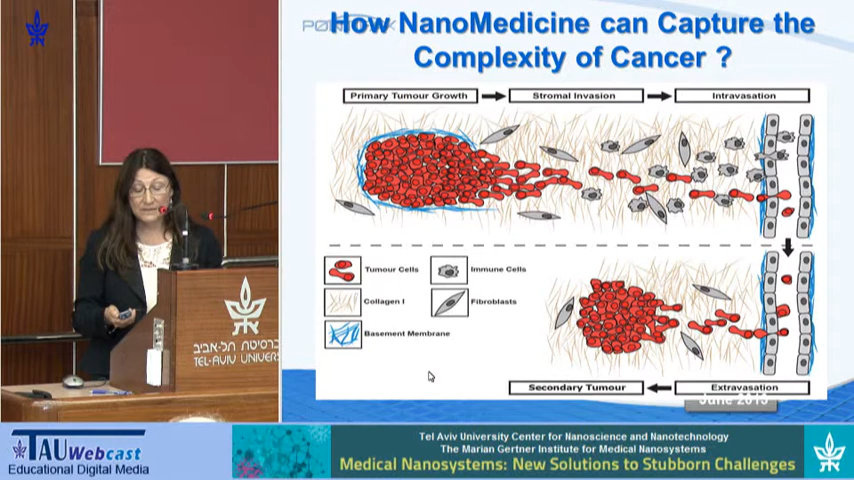 How NanoMedicine can Capture the
Complexity of Cancer ?
Primary Tumour Growth
Stromal Invasion
Intravasation
Tumour Cells
Immune Cells
Collagen I
Fibroblasts
Basement Membrane
Secondary Tumour
Extravasation
June 2013
אוניברסיטת תל-אביב
TEL-AVIV UNIVERS
TAU Webcast
Educational Digital Media
Tel Aviv University Center for Nanoscience and Nanotechnology
The Marian Gertner Institute for Medical Nanosystems
Medical Nanosystems: New Solutions to Stubborn Challenges